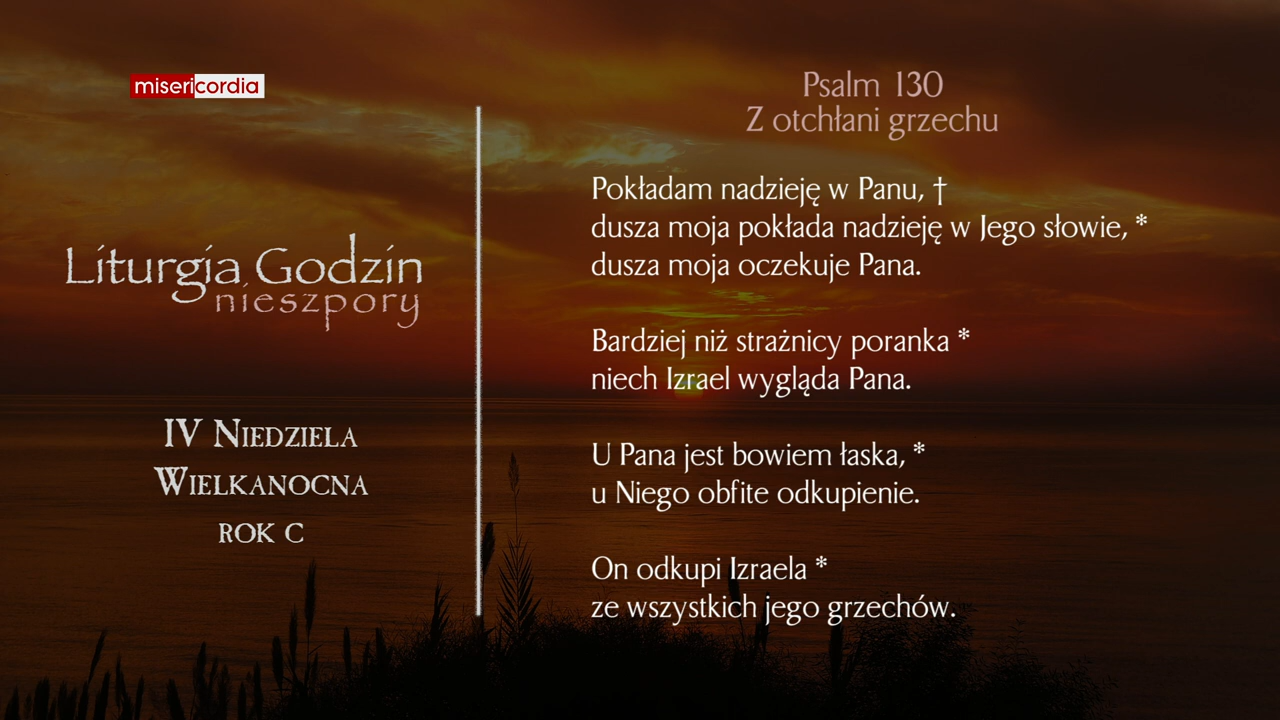 misericordia
Liturgia Godzin
nieszpory
IV Niedziela
Wielkanocna
rok C
Psalm 130
Z otchłani grzechu
Pokładam nadzieję w Panu, †
dusza moja pokłada nadzieję w Jego słowie, *
dusza moja oczekuje Pana.
Bardziej niż strażnicy poranka *
niech Izrael wygląda Pana.
U Pana jest bowiem łaska, *
u Niego obfite odkupienie.
On odkupi Izraela *
ze wszystkich jego grzechów.